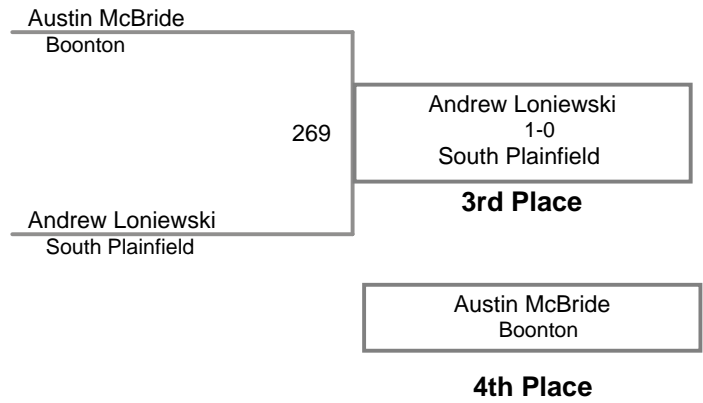 Austin McBride
Boonton
269
Andrew Loniewski
1-0
South Plainfield
3rd Place
Andrew Loniewski
South Plainfield
Austin McBride
Boonton
4th Place